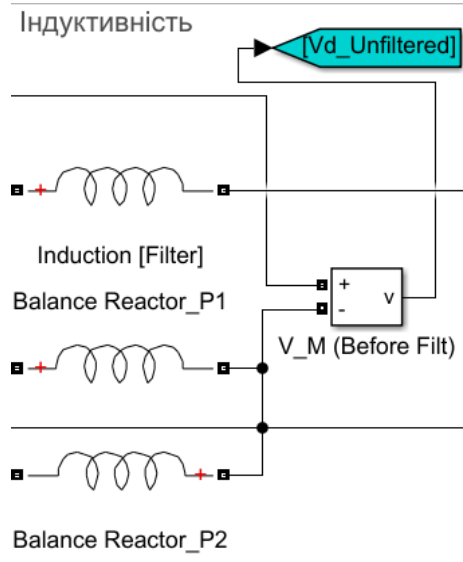 Індуктивність
[Vd_Unfiltered]
Induction [Filter]
Balance Reactor_P1
+
-
v
V_M (Before Filt)
Balance Reactor_P2